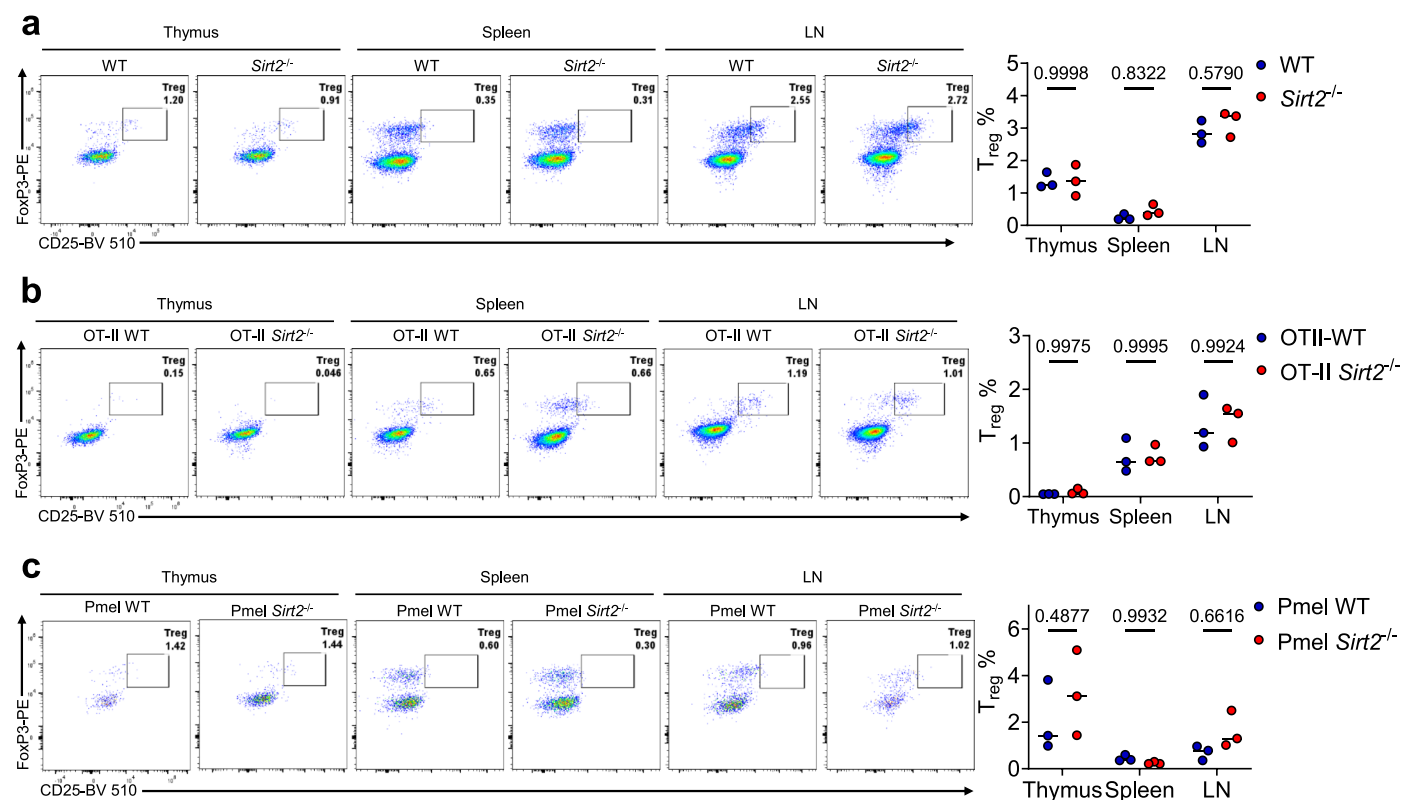 a
Thymus Spleen LN
WT Sirt2-/- WT Sirt2-/- WT Sirt2-/-
Treg 1.20
Treg 0.91
Treg 0.35
Treg 0.31
Treg 2.55
Treg 2.72
FoxP3-PE
CD25-BV 510
Treg %
5
4
3
2
1
0
0.9998 0.8322 0.5790
Thymus Spleen LN
WT
Sirt2-/-
b
Thymus Spleen LN
OT-II WT OT-II Sirt2-/- OT-II WT OT-II Sirt2-/- OT-II WT OT-II Sirt2-/-
Treg 0.15
Treg 0.046
Treg 0.65
Treg 0.66
Treg 1.19
Treg 1.01
FoxP3-PE
CD25-BV 510
Treg %
3
2
1
0
0.9975 0.9995 0.9924
Thymus Spleen LN
OTII-WT
OT-II Sirt2-/-
c
Thymus Spleen LN
Pmel WT Pmel Sirt2-/- Pmel WT Pmel Sirt2-/- Pmel WT Pmel Sirt2-/-
Treg 1.42
Treg 1.44
Treg 0.60
Treg 0.30
Treg 0.96
Treg 1.02
FoxP3-PE
CD25-BV 510
Treg %
6
4
2
0
0.4877 0.9932 0.6616
Thymus Spleen LN
Pmel WT
Pmel Sirt2-/-